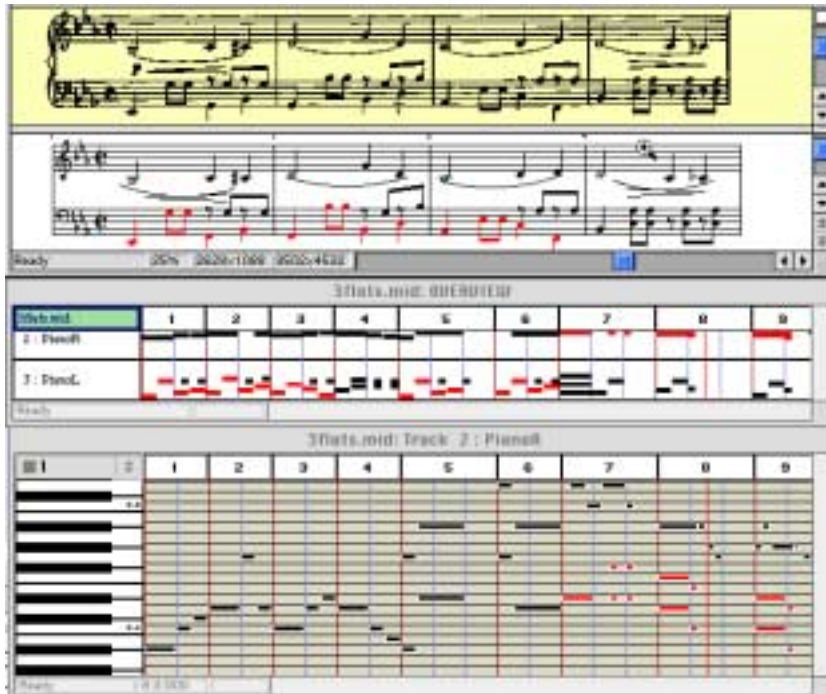 p
Ready 25%
3flats.mid: OVERVIEW
3flats.mid 1 2 3 4 5 6 7 8 9
2 : PianoR
3 : PianoL
Ready
3flats.mid: Track 2 : PianoR
1 1 2 3 4 5 6 7 8 9
Ready